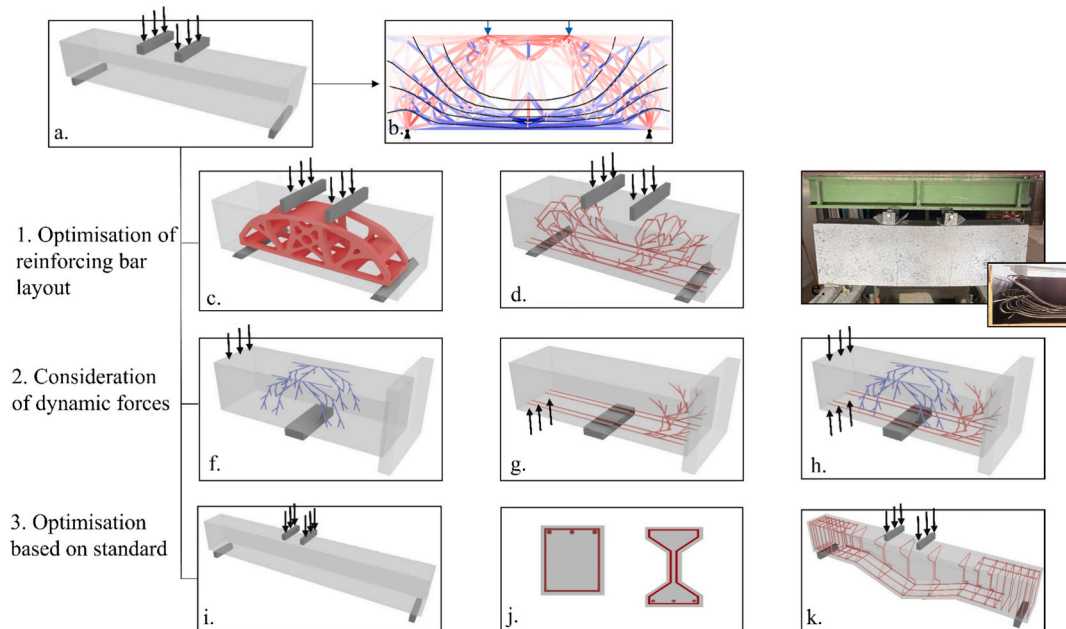 a.
b.
1. Optimisation of
reinforcing bar
layout
c.
d.
e.
2. Consideration
of dynamic forces
f.
g.
h.
3. Optimisation
based on standard
i.
j.
k.